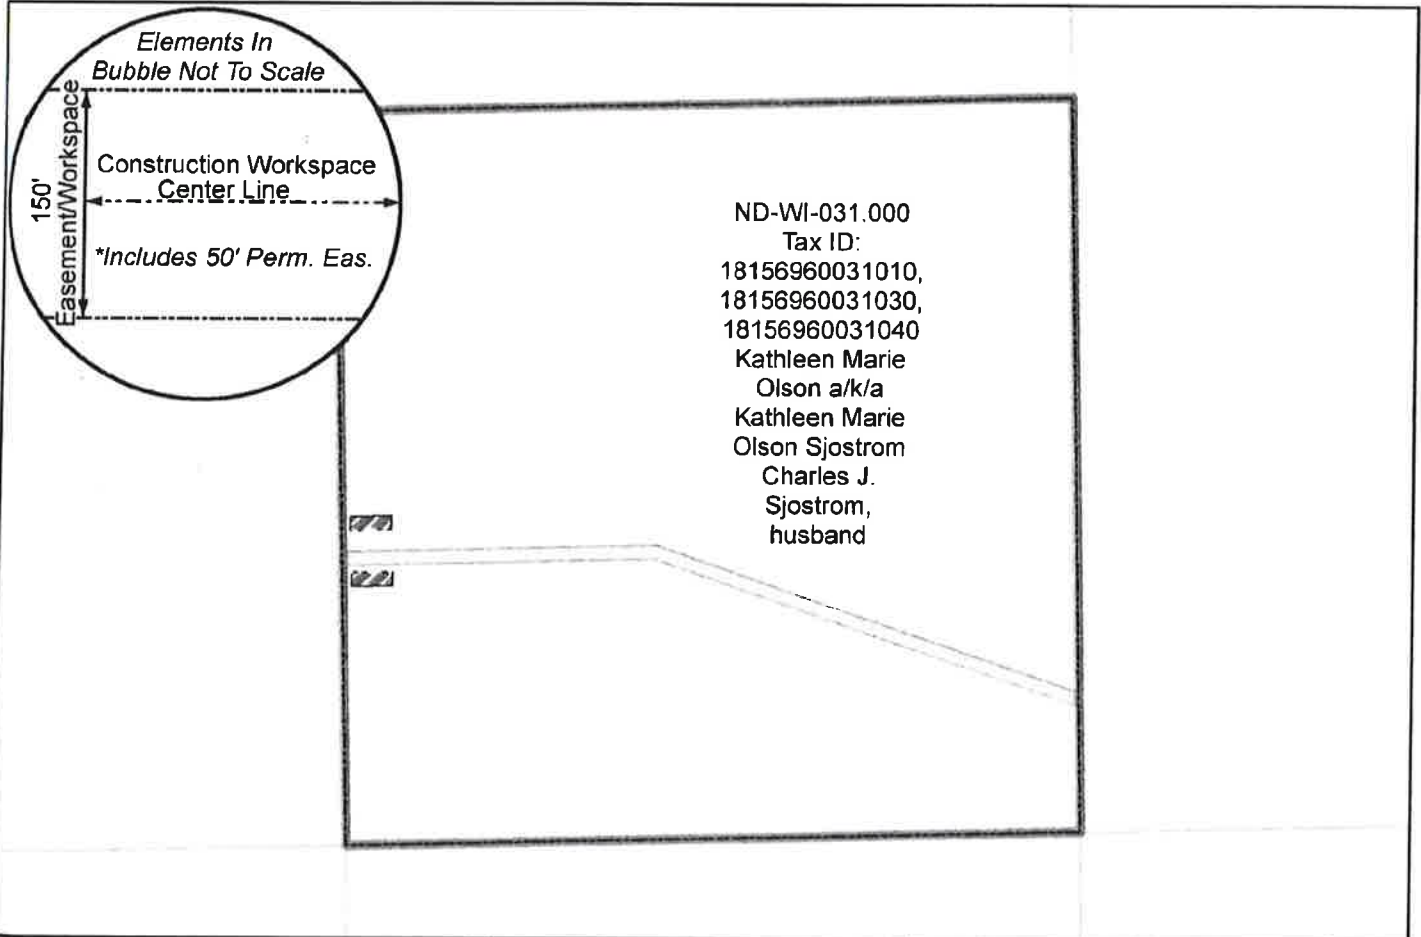 Elements In
Bubble Not To Scale
150'
Easement/Workspace
Construction Workspace
Center Line
*Includes 50' Perm. Eas.
ND-WI-031.000
Tax ID:
18156960031010,
18156960031030,
18156960031040
Kathleen Marie
Olson a/k/a
Kathleen Marie
Olson Sjostrom
Charles J.
Sjostrom,
husband